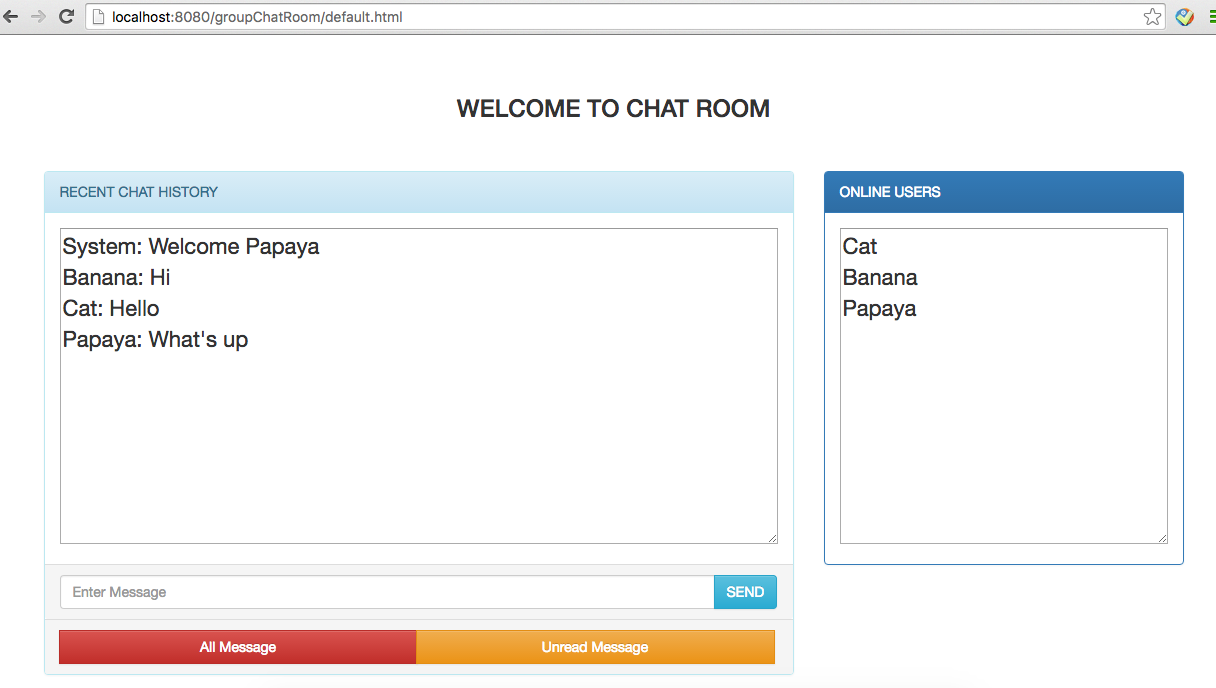 localhost:8080/groupChatRoom/default.html
WELCOME TO CHAT ROOM
RECENT CHAT HISTORY
System: Welcome Papaya
Banana: Hi
Cat: Hello
Papaya: What's up
Enter Message
SEND
All Message
Unread Message
ONLINE USERS
Cat
Banana
Papaya